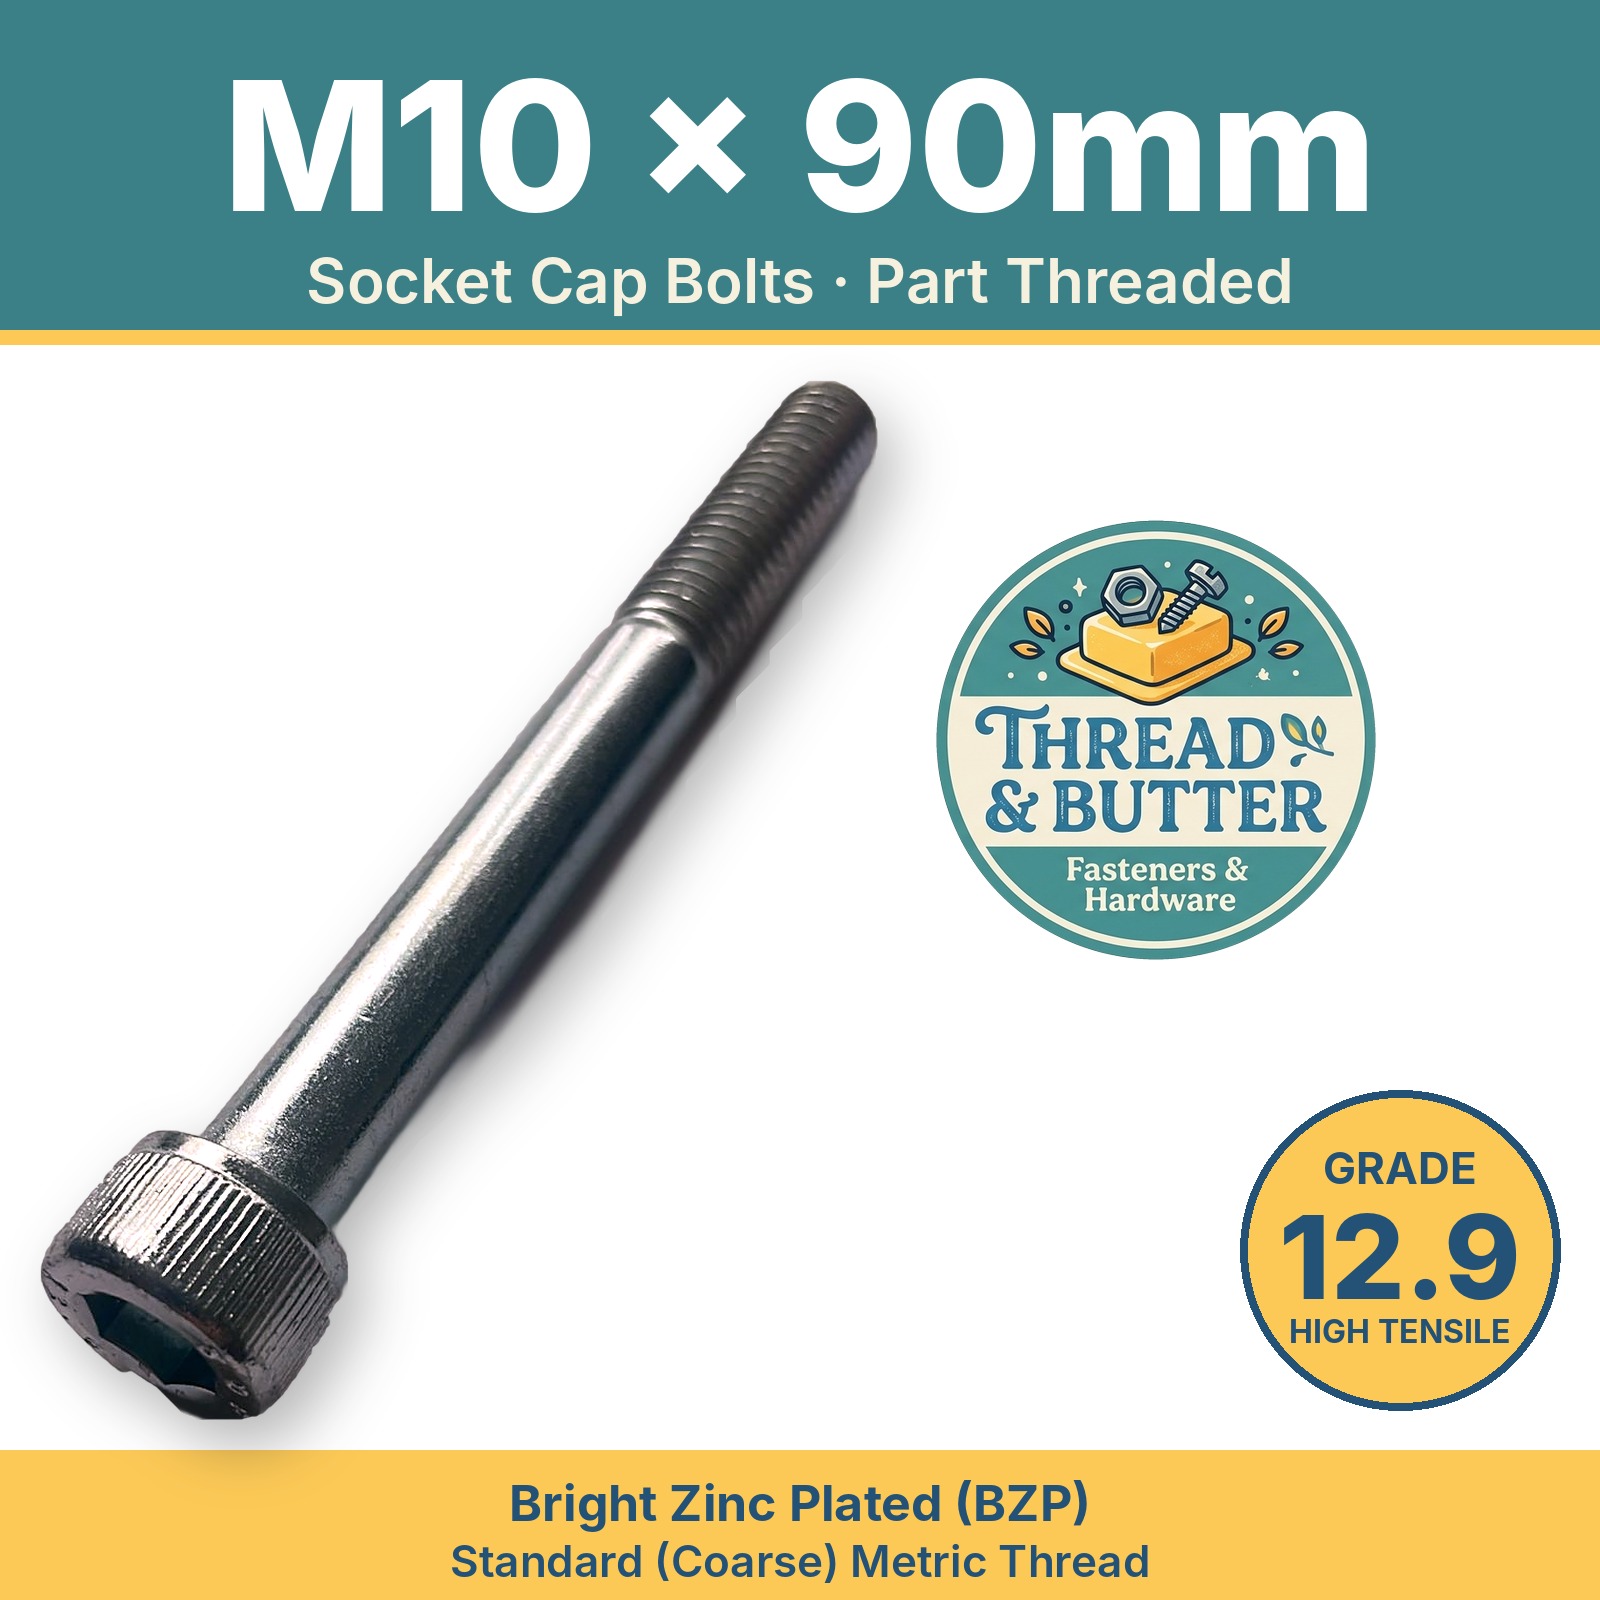 M10 × 90mm
Socket Cap Bolts · Part Threaded
THREAD
& BUTTER
Fasteners &
Hardware
GRADE
12.9
HIGH TENSILE
Bright Zinc Plated (BZP)
Standard (Coarse) Metric Thread